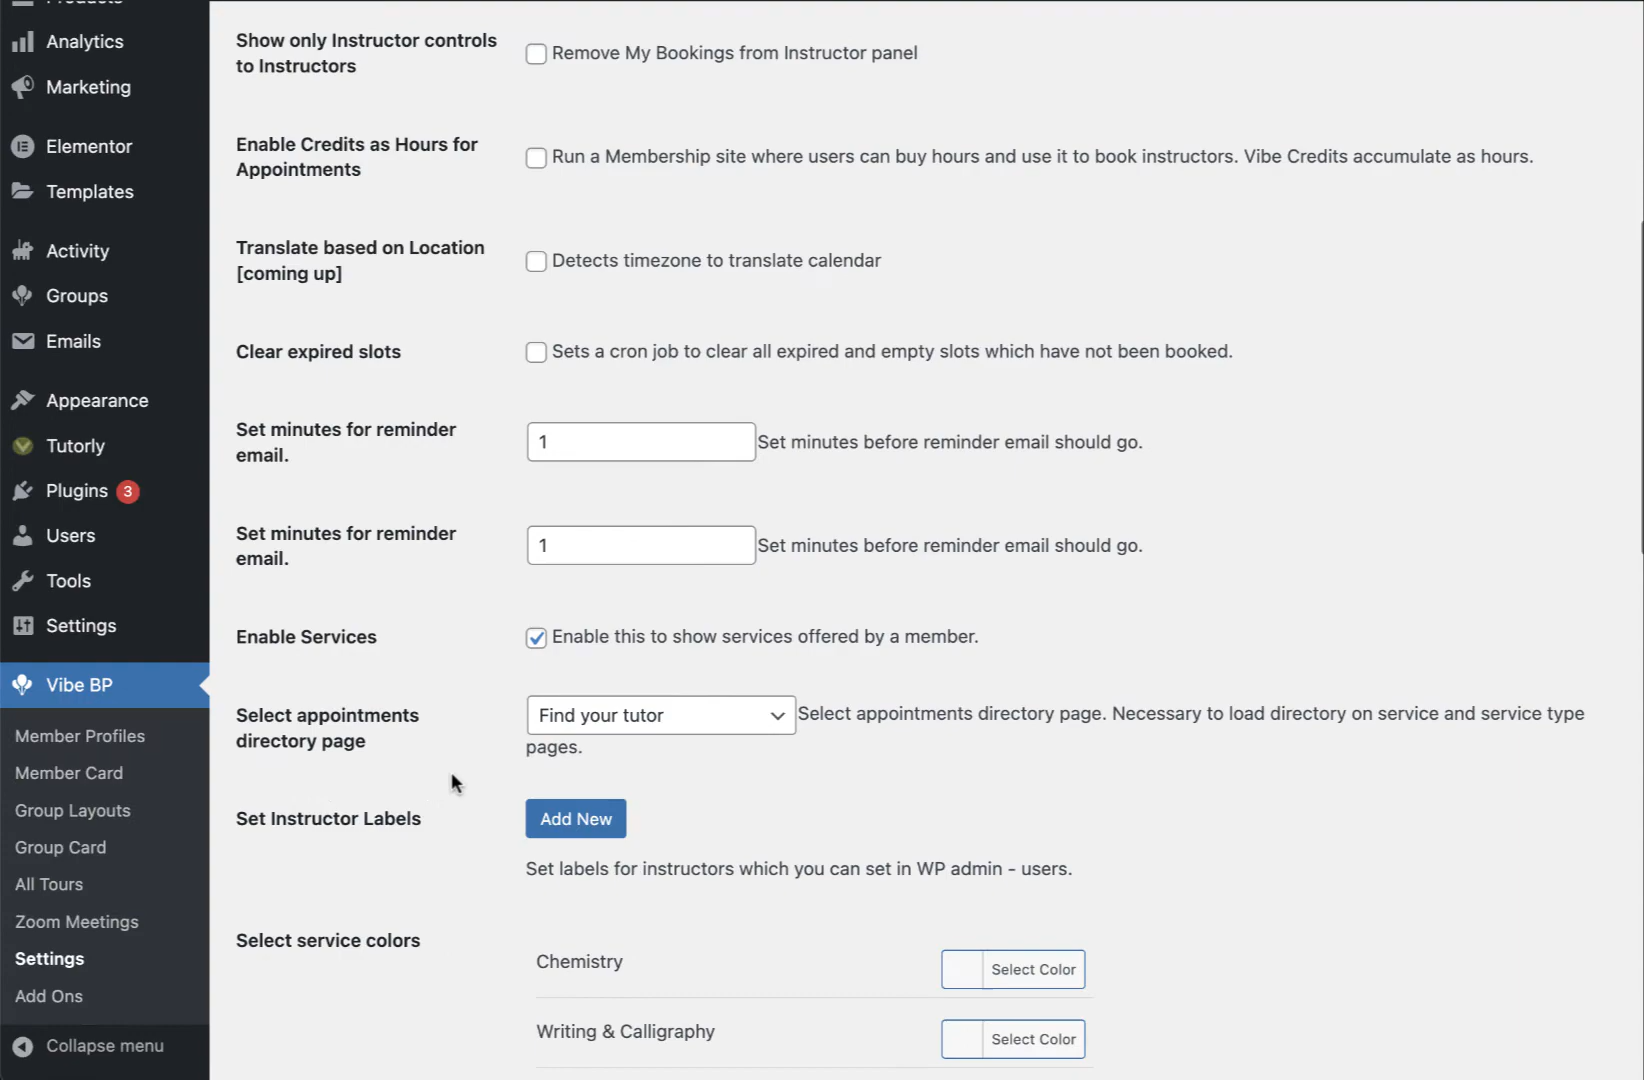 Products
Analytics
Marketing
Elementor
Templates
Activity
Groups
Emails
Appearance
Tutorly
Plugins 3
Users
Tools
Settings
Vibe BP
Member Profiles
Member Card
Group Layouts
Group Card
All Tours
Zoom Meetings
Settings
Add Ons
Collapse menu
Show only Instructor controls
to Instructors
Remove My Bookings from Instructor panel
Enable Credits as Hours for
Appointments
Run a Membership site where users can buy hours and use it to book instructors. Vibe Credits accumulate as hours.
Translate based on Location
[coming up]
Detects timezone to translate calendar
Clear expired slots
Sets a cron job to clear all expired and empty slots which have not been booked.
Set minutes for reminder
email.
1 Set minutes before reminder email should go.
Set minutes for reminder
email.
1 Set minutes before reminder email should go.
Enable Services
Enable this to show services offered by a member.
Select appointments
directory page
Find your tutor Select appointments directory page. Necessary to load directory on service and service type
pages.
Set Instructor Labels
Add New
Set labels for instructors which you can set in WP admin - users.
Select service colors
Chemistry Select Color
Writing & Calligraphy Select Color